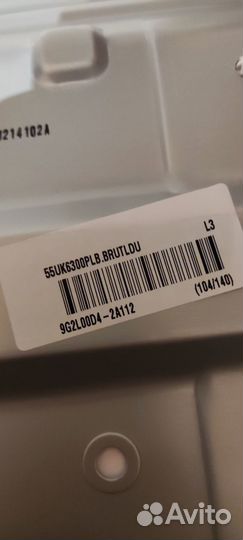 3214102A
L3
55UK6300PLB.BRUTLDU
9G2L00D4-2A112
(104/140)
Avito